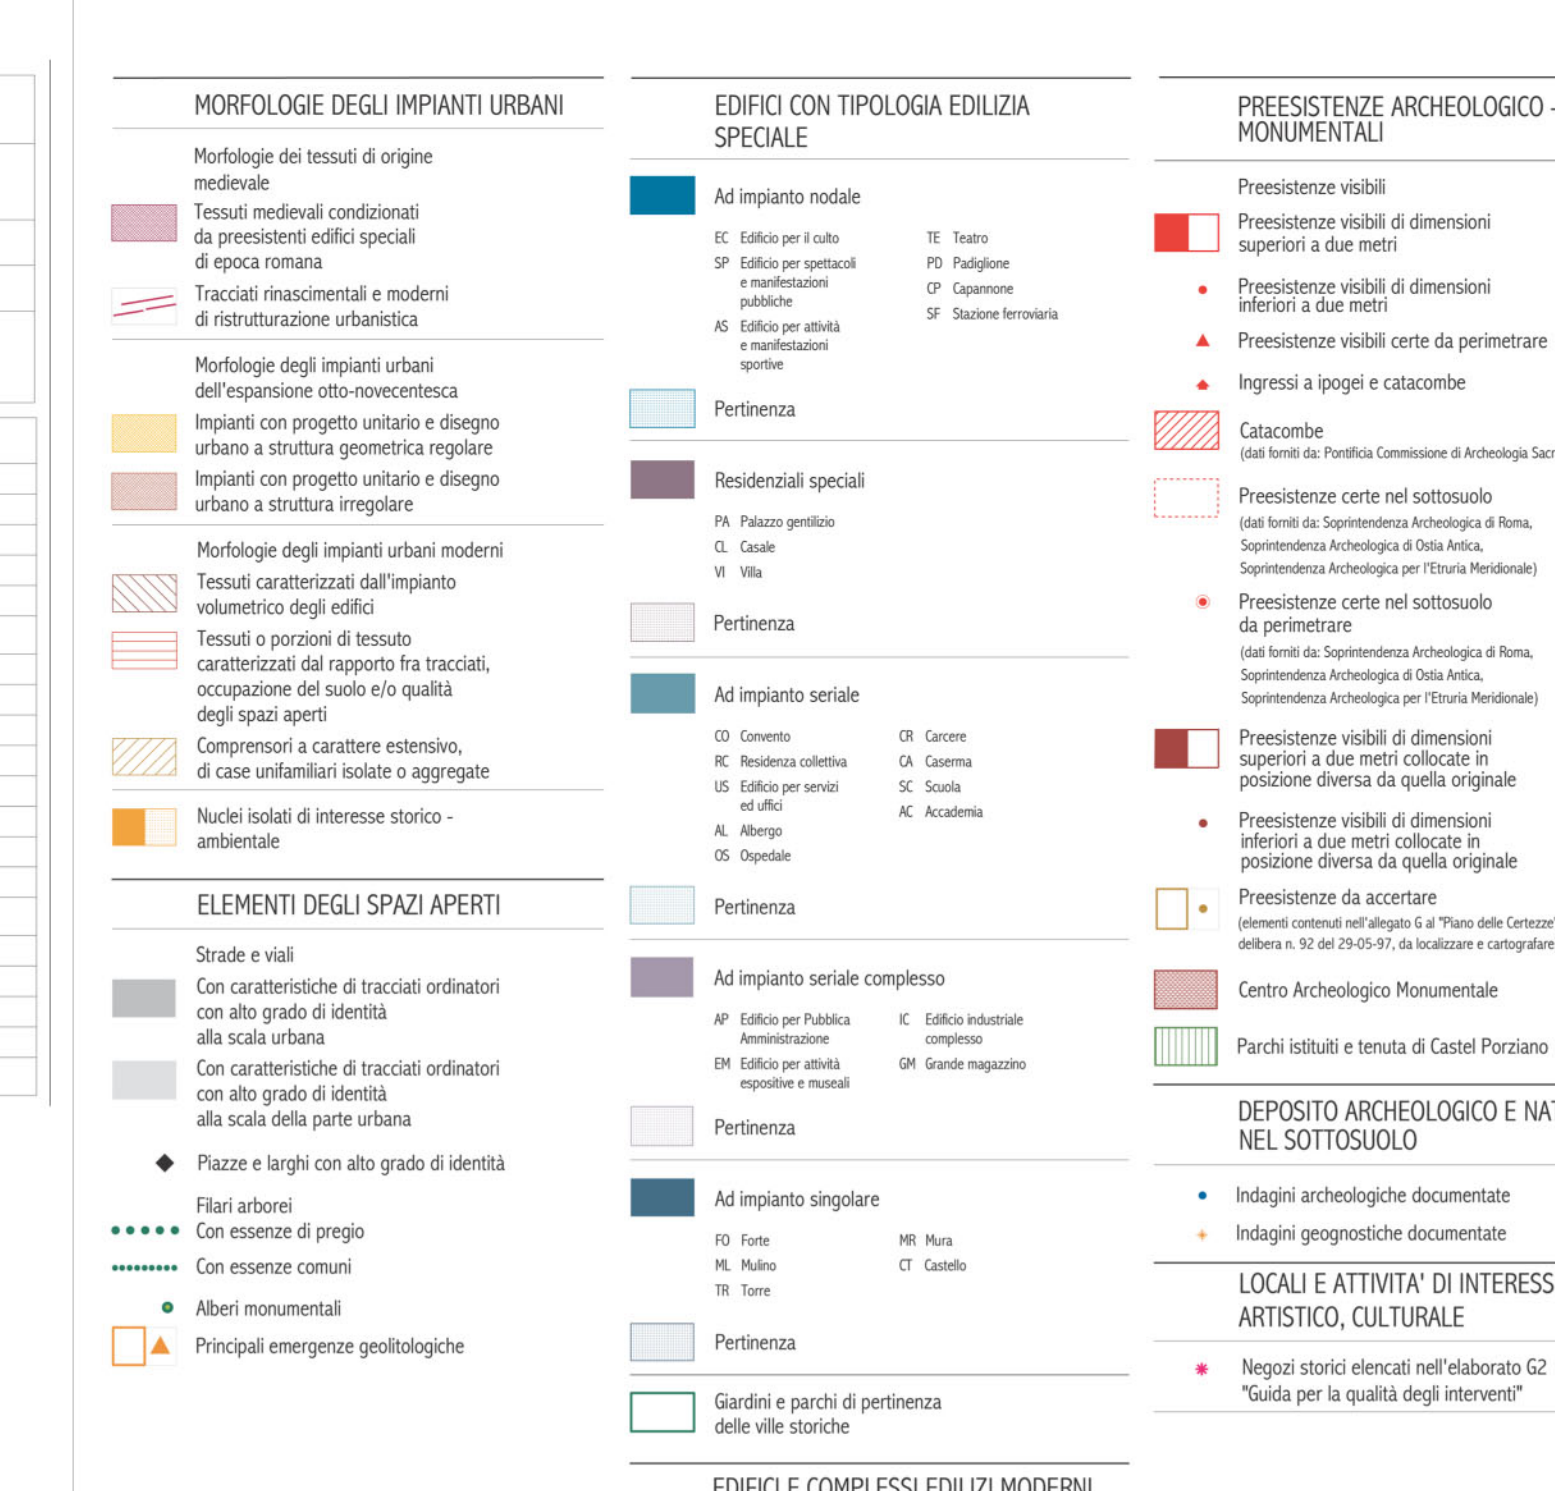 MORFOLOGIE DEGLI IMPIANTI URBANI
Morfologie dei tessuti di origine
medievale
Tessuti medievali condizionati
da preesistenti edifici speciali
di epoca romana
Tracciati rinascimentali e moderni
di ristrutturazione urbanistica
Morfologie degli impianti urbani
dell'espansione otto-novecentesca
Impianti con progetto unitario e disegno
urbano a struttura geometrica regolare
Impianti con progetto unitario e disegno
urbano a struttura irregolare
Morfologie degli impianti urbani moderni
Tessuti caratterizzati dall'impianto
volumetrico degli edifici
Tessuti o porzioni di tessuto
caratterizzati dal rapporto fra tracciati,
occupazione del suolo e/o qualità
degli spazi aperti
Comprensori a carattere estensivo,
di case unifamiliari isolate o aggregate
Nuclei isolati di interesse storico -
ambientale
ELEMENTI DEGLI SPAZI APERTI
Strade e viali
Con caratteristiche di tracciati ordinatori
con alto grado di identità
alla scala urbana
Con caratteristiche di tracciati ordinatori
con alto grado di identità
alla scala della parte urbana
Piazze e larghi con alto grado di identità
Filari arborei
Con essenze di pregio
Con essenze comuni
Alberi monumentali
Principali emergenze geolitologiche
EDIFICI CON TIPOLOGIA EDILIZIA
SPECIALE
Ad impianto nodale
EC Edificio per il culto
SP Edificio per spettacoli
e manifestazioni
pubbliche
AS Edificio per attività
e manifestazioni
sportive
TE Teatro
PD Padiglione
CP Capannone
SF Stazione ferroviaria
Pertinenza
Residenziali speciali
PA Palazzo gentilizio
CL Casale
VI Villa
Pertinenza
Ad impianto seriale
CO Convento
RC Residenza collettiva
US Edificio per servizi
ed uffici
AL Albergo
OS Ospedale
CR Carcere
CA Caserma
SC Scuola
AC Accademia
Pertinenza
Ad impianto seriale complesso
AP Edificio per Pubblica
Amministrazione
EM Edificio per attività
espositive e museali
IC Edificio industriale
complesso
GM Grande magazzino
Pertinenza
Ad impianto singolare
FO Forte
ML Mulino
TR Torre
MR Mura
CT Castello
Pertinenza
Giardini e parchi di pertinenza
delle ville storiche
EDIFICI E COMPLESSI EDILIZI MODERNI
PREESISTENZE ARCHEOLOGICO -
MONUMENTALI
Preesistenze visibili
Preesistenze visibili di dimensioni
superiori a due metri
Preesistenze visibili di dimensioni
inferiori a due metri
Preesistenze visibili certe da perimetrare
Ingressi a ipogei e catacombe
Catacombe
(dati forniti da: Pontificia Commissione di Archeologia Sacr
Preesistenze certe nel sottosuolo
(dati forniti da: Soprintendenza Archeologica di Roma,
Soprintendenza Archeologica di Ostia Antica,
Soprintendenza Archeologica per l'Etruria Meridionale)
Preesistenze certe nel sottosuolo
da perimetrare
(dati forniti da: Soprintendenza Archeologica di Roma,
Soprintendenza Archeologica di Ostia Antica,
Soprintendenza Archeologica per l'Etruria Meridionale)
Preesistenze visibili di dimensioni
superiori a due metri collocate in
posizione diversa da quella originale
Preesistenze visibili di dimensioni
inferiori a due metri collocate in
posizione diversa da quella originale
Preesistenze da accertare
(elementi contenuti nell'allegato G al "Piano delle Certezze"
delibera n. 92 del 29-05-97, da localizzare e cartografare
Centro Archeologico Monumentale
Parchi istituiti e tenuta di Castel Porziano
DEPOSITO ARCHEOLOGICO E NAT
NEL SOTTOSUOLO
Indagini archeologiche documentate
Indagini geognostiche documentate
LOCALI E ATTIVITA' DI INTERESS
ARTISTICO, CULTURALE
Negozi storici elencati nell'elaborato G2
"Guida per la qualità degli interventi"